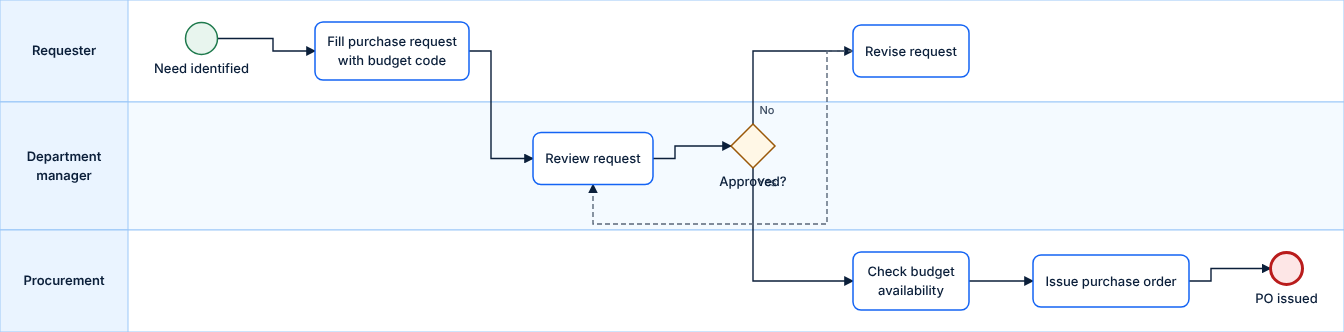 Requester
Need identified
Fill purchase request
with budget code
Revise request
No
Department
manager
Review request
Approved?
Procurement
Check budget
availability
Issue purchase order
PO issued